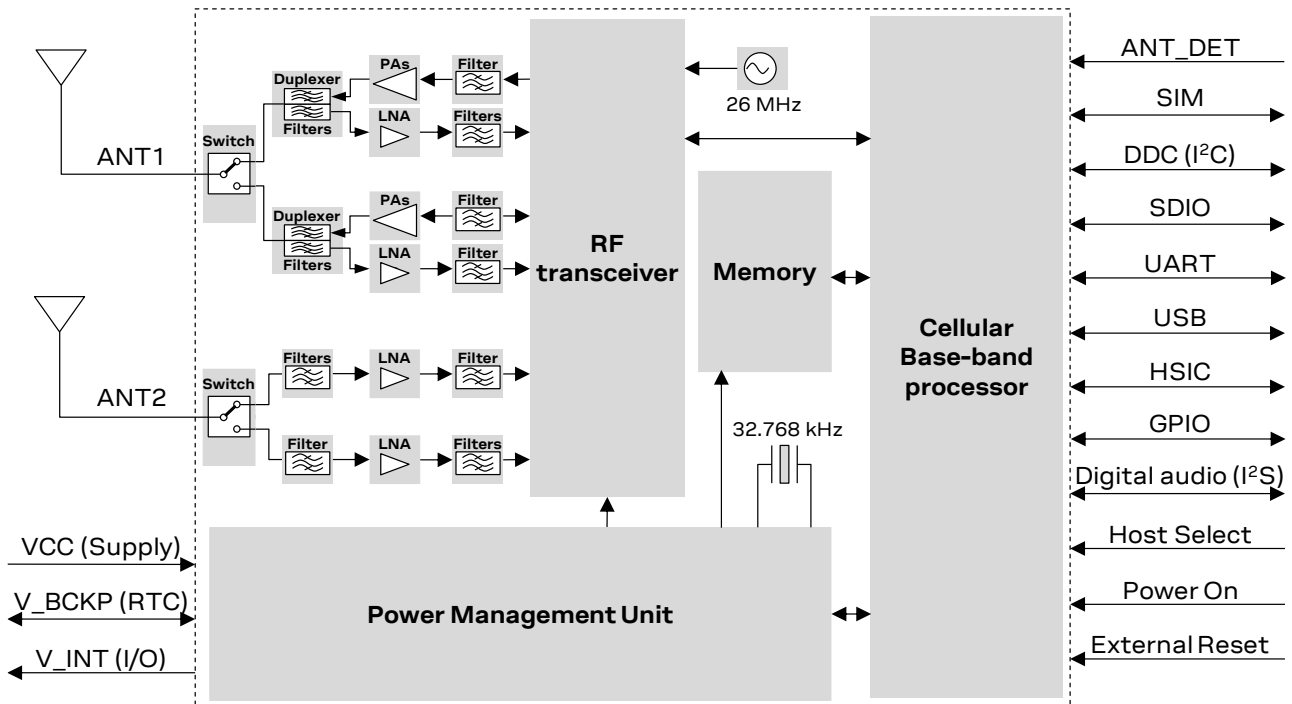 ANT1
Switch
Duplexer
Filters
PAs
Filter
LNA
Filters
Duplexer
Filters
PAs
Filter
LNA
Filter
ANT2
Switch
Filters
LNA
Filter
Filter
LNA
Filters
RF
transceiver
26 MHz
Memory
32.768 kHz
Cellular
Base-band
processor
Power Management Unit
VCC (Supply)
V_BCKP (RTC)
V_INT (I/O)
ANT_DET
SIM
DDC (I²C)
SDIO
UART
USB
HSIC
GPIO
Digital audio (I²S)
Host Select
Power On
External Reset